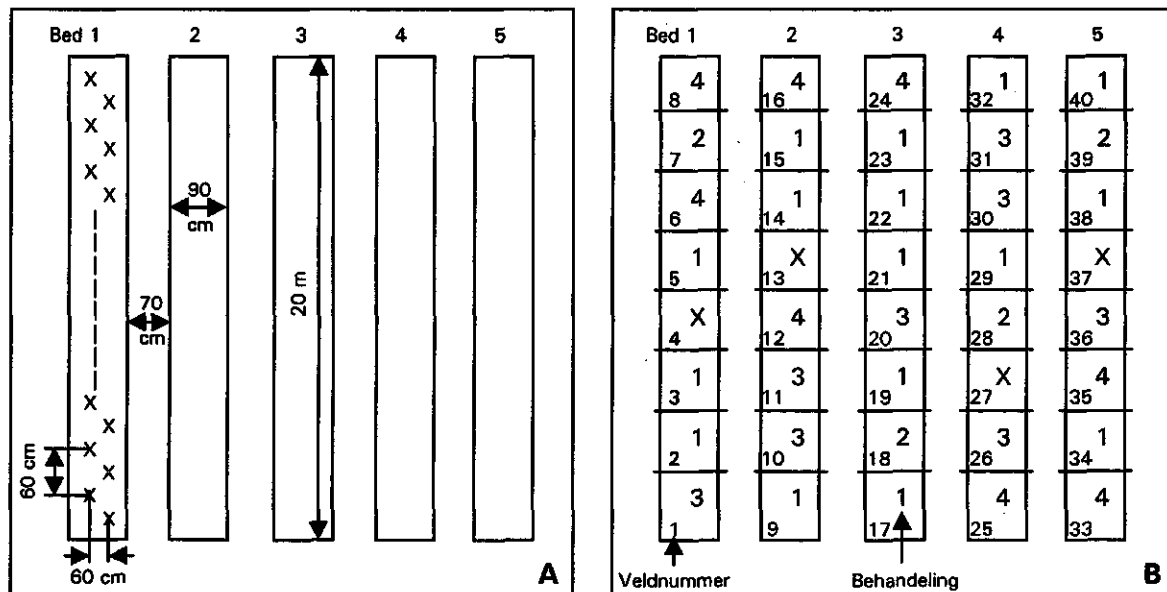 Bed 1 2 3 4 5
X
X
X
X
X
X
90
cm
70
cm
20 m
X
X
X
X
X
X
60 cm
60 cm
A
Bed 1 2 3 4 5
4 4 4 1 1
8 16 24 32 40
2 1 1 3 2
7 15 23 31 39
4 1 1 3 1
6 14 22 30 38
1 X 1 1 X
5 13 21 29 37
X 4 3 2 3
4 12 20 28 36
1 3 1 X 4
3 11 19 27 35
1 3 2 3 1
2 10 18 26 34
3 1 1 4 4
1 9 17 25 33
Veldnummer Behandeling
B